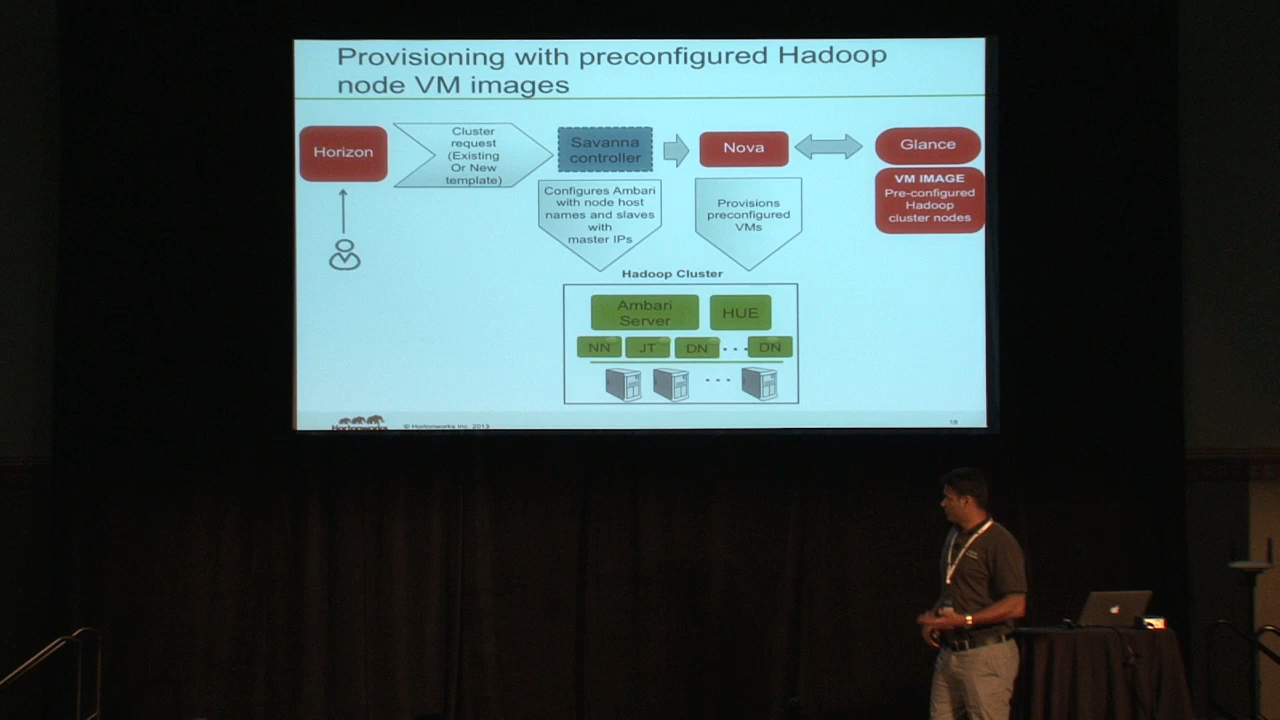 Provisioning with preconfigured Hadoop
node VM images
Horizon
Cluster
request
(Existing
Or New
template)
Savanna
controller
Nova
Glance
VM IMAGE
Pre-configured
Hadoop
cluster nodes
Configures Ambari
with node host
names and slaves
with
master IPs
Provisions
preconfigured
VMs
Hadoop Cluster
Ambari
Server
HUE
NN
JT
DN
...
DN
...
Hortonworks
© Hortonworks Inc. 2013